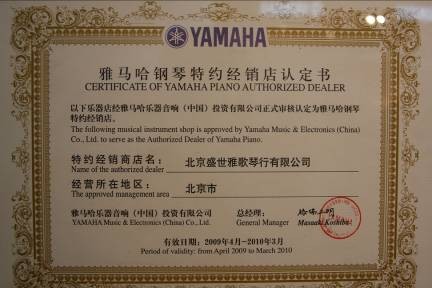 YAMAHA
雅马哈钢琴特约经销店认定书
CERTIFICATE OF YAMAHA PIANO AUTHORIZED DEALER
以下乐器店经雅马哈乐器音响（中国）投资有限公司正式审核认定为雅马哈钢琴
特约经销店。
The following musical instrument shop is approved by Yamaha Music & Electronics (China)
Co., Ltd. to serve as the Authorized Dealer of Yamaha Piano.
特约经销商店名： 北京盛世雅歌琴行有限公司
Name of the authorized dealer
经营所在地区： 北京市
The approved management area
雅马哈乐器音响（中国）投资有限公司 总经理：
YAMAHA Music & Electronics (China) Co., Ltd. General Manager Masaaki Koshiba
有效日期：2009年4月-2010年3月
Period of validity: from April 2009 to March 2010